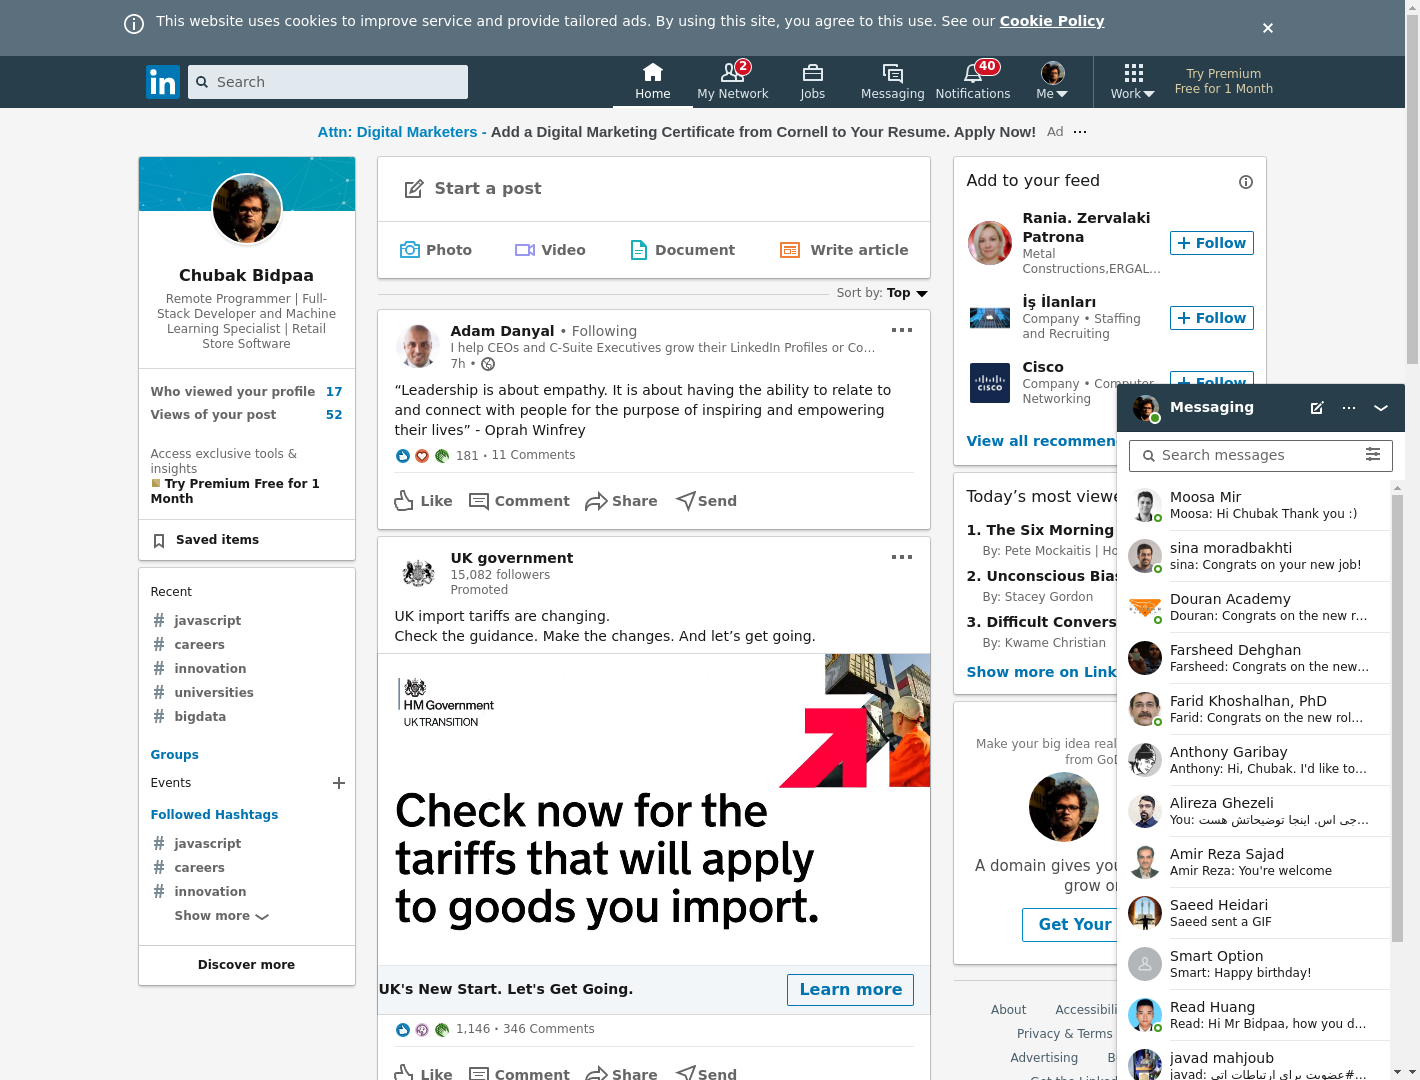 This website uses cookies to improve service and provide tailored ads. By using this site, you agree to this use. See our Cookie Policy
in
Search
Home
2
My Network
Jobs
Messaging
40
Notifications
Me
Work
Try Premium
Free for 1 Month
Attn: Digital Marketers - Add a Digital Marketing Certificate from Cornell to Your Resume. Apply Now! Ad
Chubak Bidpaa
Remote Programmer | Full-
Stack Developer and Machine
Learning Specialist | Retail
Store Software
Who viewed your profile 17
Views of your post 52
Access exclusive tools &
insights
Try Premium Free for 1
Month
Saved items
Recent
# javascript
# careers
# innovation
# universities
# bigdata
Groups
Events
Followed Hashtags
# javascript
# careers
# innovation
Show more
Discover more
Start a post
Photo
Video
Document
Write article
Sort by: Top
Adam Danyal • Following
I help CEOs and C-Suite Executives grow their LinkedIn Profiles or Co…
7h •
“Leadership is about empathy. It is about having the ability to relate to
and connect with people for the purpose of inspiring and empowering
their lives” - Oprah Winfrey
181 • 11 Comments
Like Comment Share Send
UK government
15,082 followers
Promoted
UK import tariffs are changing.
Check the guidance. Make the changes. And let’s get going.
HM Government
UK TRANSITION
Check now for the
tariffs that will apply
to goods you import.
UK's New Start. Let's Get Going.
Learn more
1,146 • 346 Comments
Like Comment Share Send
Add to your feed
Rania. Zervalaki
Patrona
Metal
Constructions,ERGAL…
+ Follow
İş İlanları
Company • Staffing
and Recruiting
+ Follow
CISCO
Cisco
Company • Computer
Networking
+ Follow
View all recommen
Today’s most viewe
1. The Six Morning
By: Pete Mockaitis | Ho
2. Unconscious Bias
By: Stacey Gordon
3. Difficult Convers
By: Kwame Christian
Show more on Link
Make your big idea real
from GoD
A domain gives you
grow on
Get Your
About Accessibili
Privacy & Terms
Advertising B
Get the Linked
Messaging
Search messages
Moosa Mir
Moosa: Hi Chubak Thank you :)
sina moradbakhti
sina: Congrats on your new job!
Douran Academy
Douran: Congrats on the new r…
Farsheed Dehghan
Farsheed: Congrats on the new…
Farid Khoshalhan, PhD
Farid: Congrats on the new rol…
Anthony Garibay
Anthony: Hi, Chubak. I'd like to…
Alireza Ghezeli
You: جی اس. اینجا توضیحاتش هست…
Amir Reza Sajad
Amir Reza: You're welcome
Saeed Heidari
Saeed sent a GIF
Smart Option
Smart: Happy birthday!
Read Huang
Read: Hi Mr Bidpaa, how you d…
javad mahjoub
javad: #عضویت برای ارتباطات اتی…